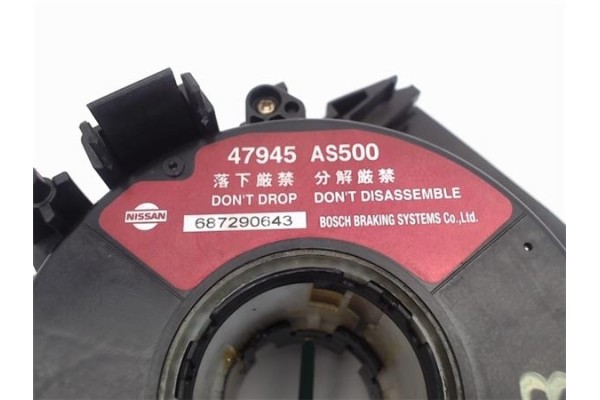 47945 AS500
落下厳禁 分解厳禁
DON'T DROP DON'T DISASSEMBLE
NISSAN 687290643 BOSCH BRAKING SYSTEMS Co.,Ltd.